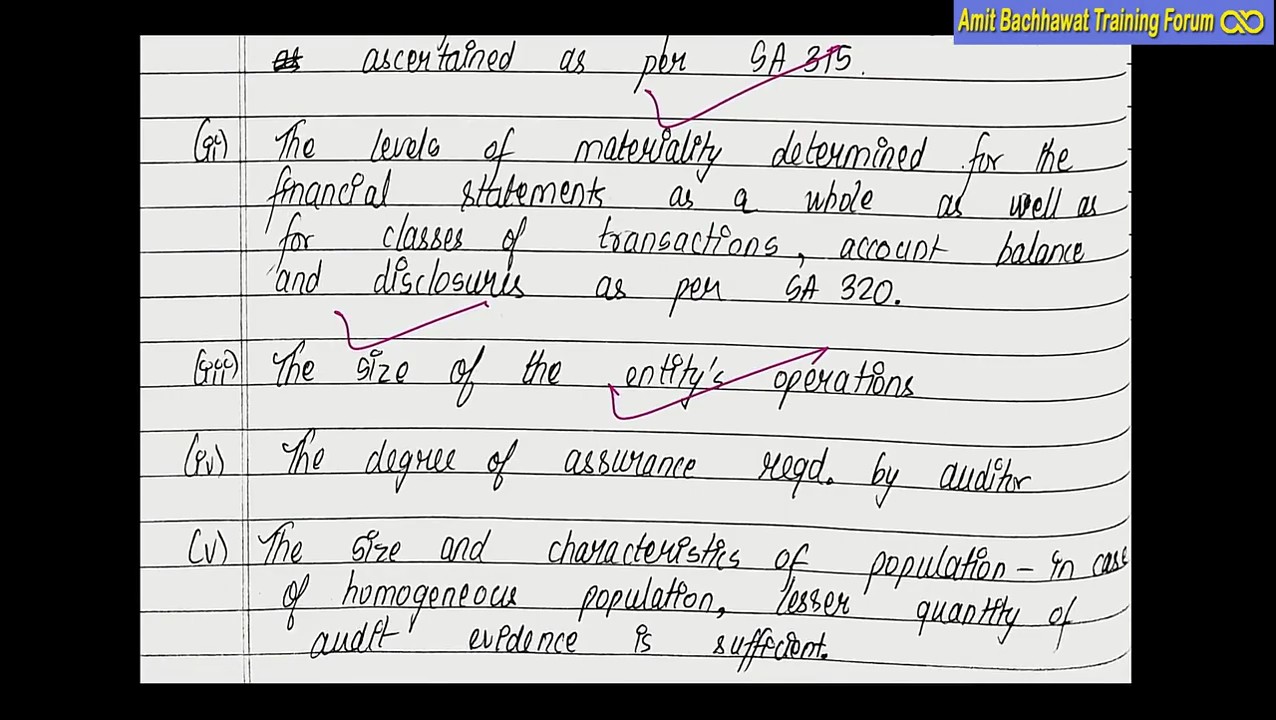 Amit Bachhawat Training Forum
as ascertained as per SA 315.
(ii) The levels of materiality determined for the
financial statements as a whole as well as
for classes of transactions, account balance
and disclosures as per SA 320.
(iii) The size of the entity's operations
(iv) The degree of assurance reqd. by auditor
(v) The size and characteristics of population - in case
of homogeneous population, lesser quantity of
audit evidence is sufficient.